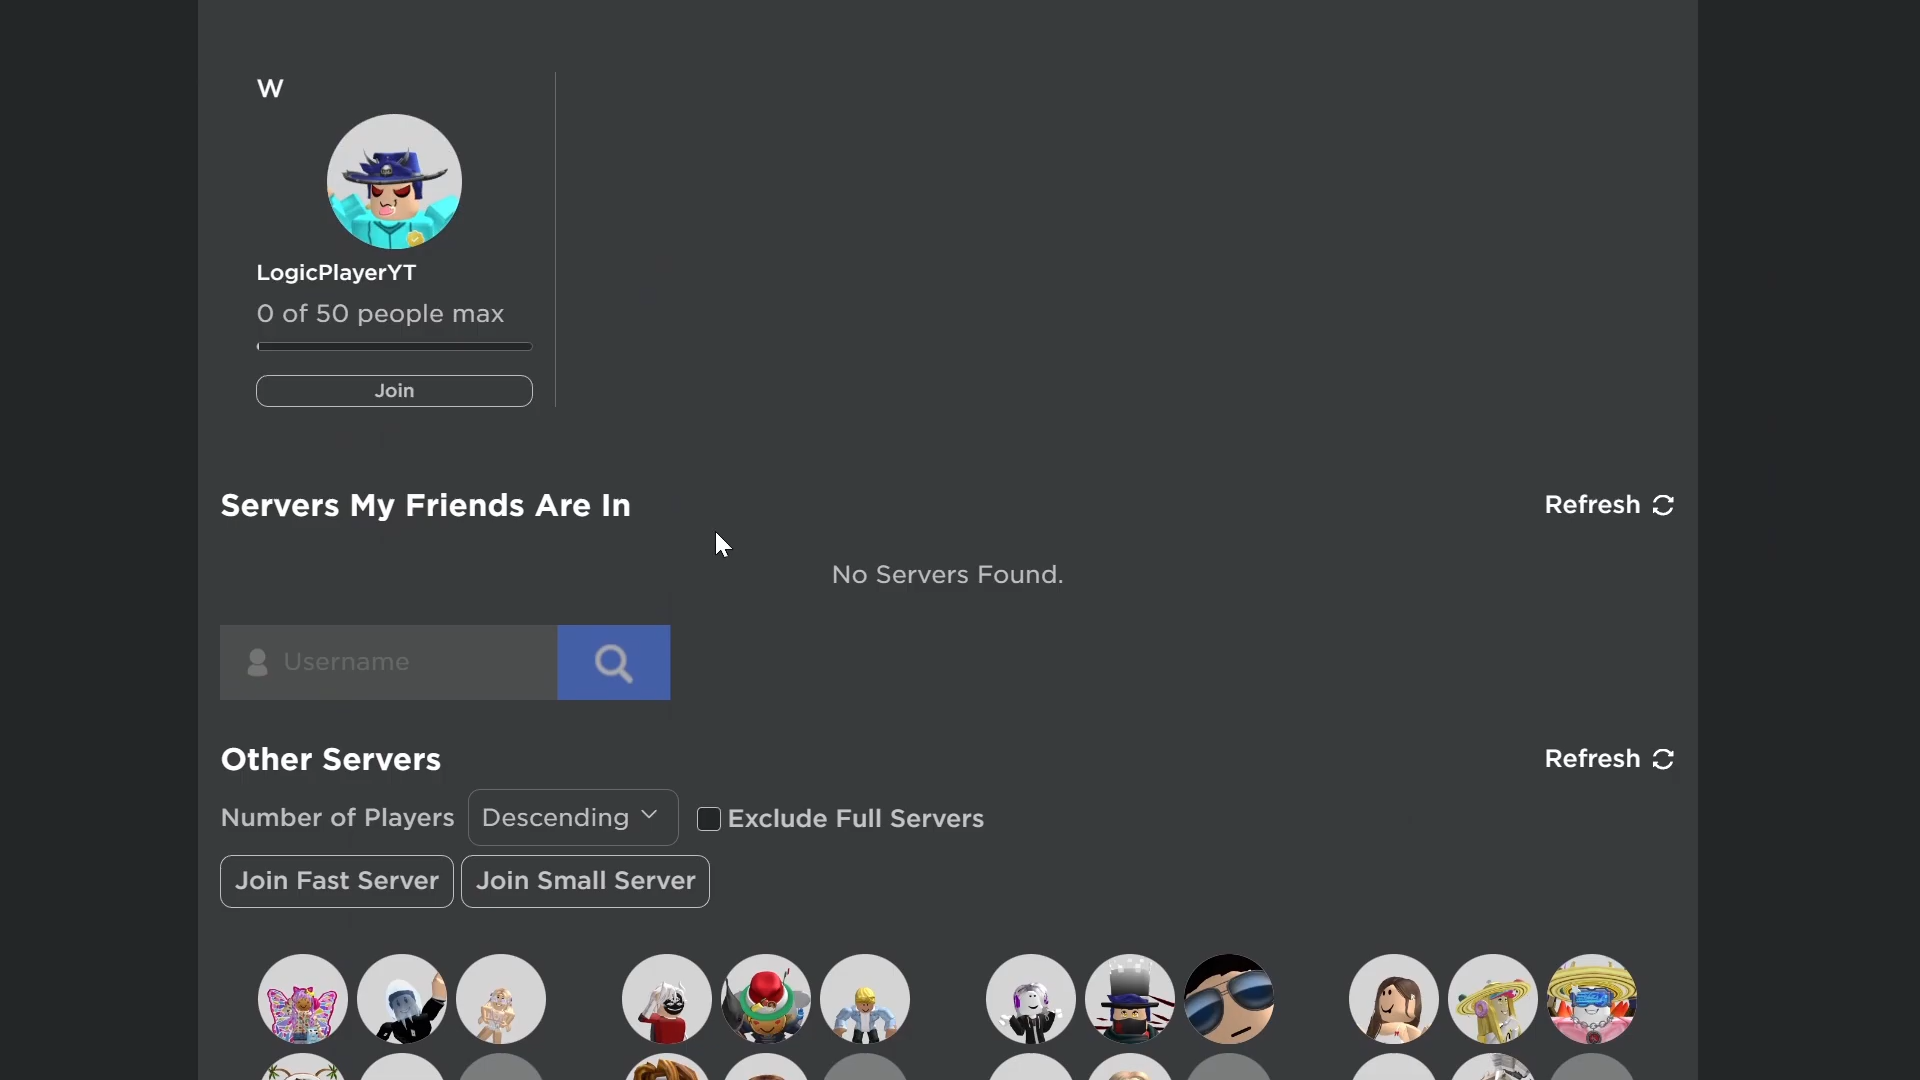 W
LogicPlayerYT
0 of 50 people max
Join
Servers My Friends Are In
Refresh
No Servers Found.
Username
Other Servers
Refresh
Number of Players
Descending
Exclude Full Servers
Join Fast Server
Join Small Server